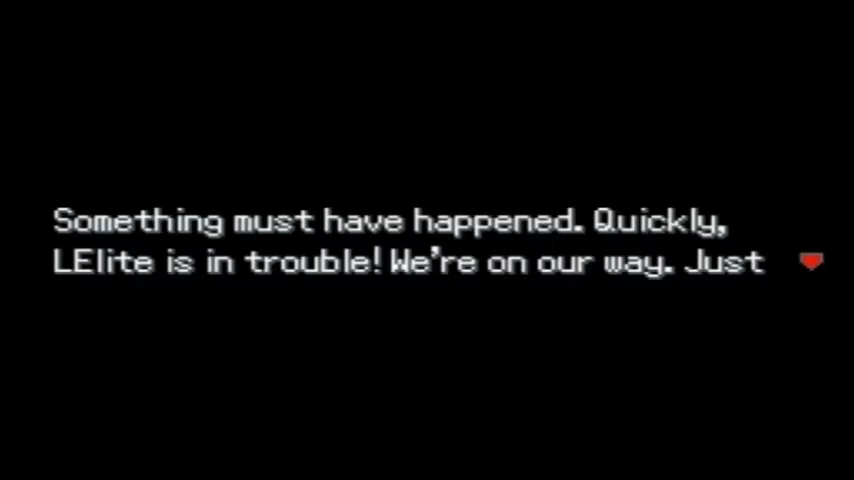 Something must have happened. Quickly,
LElite is in trouble! We're on our way. Just